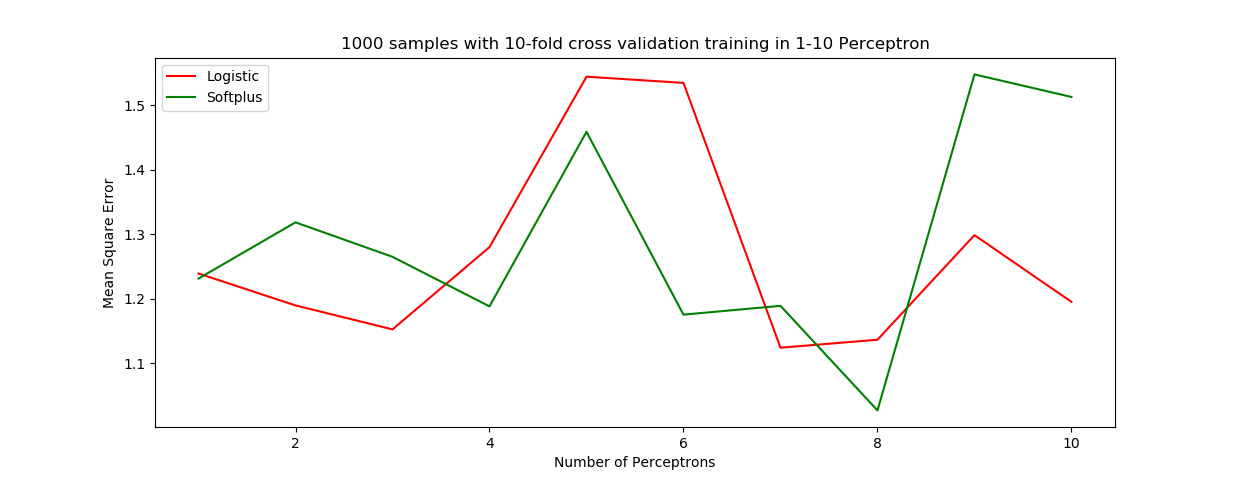 1000 samples with 10-fold cross validation training in 1-10 Perceptron
Logistic
Softplus
Mean Square Error
1.5
1.4
1.3
1.2
1.1
2 4 6 8 10
Number of Perceptrons